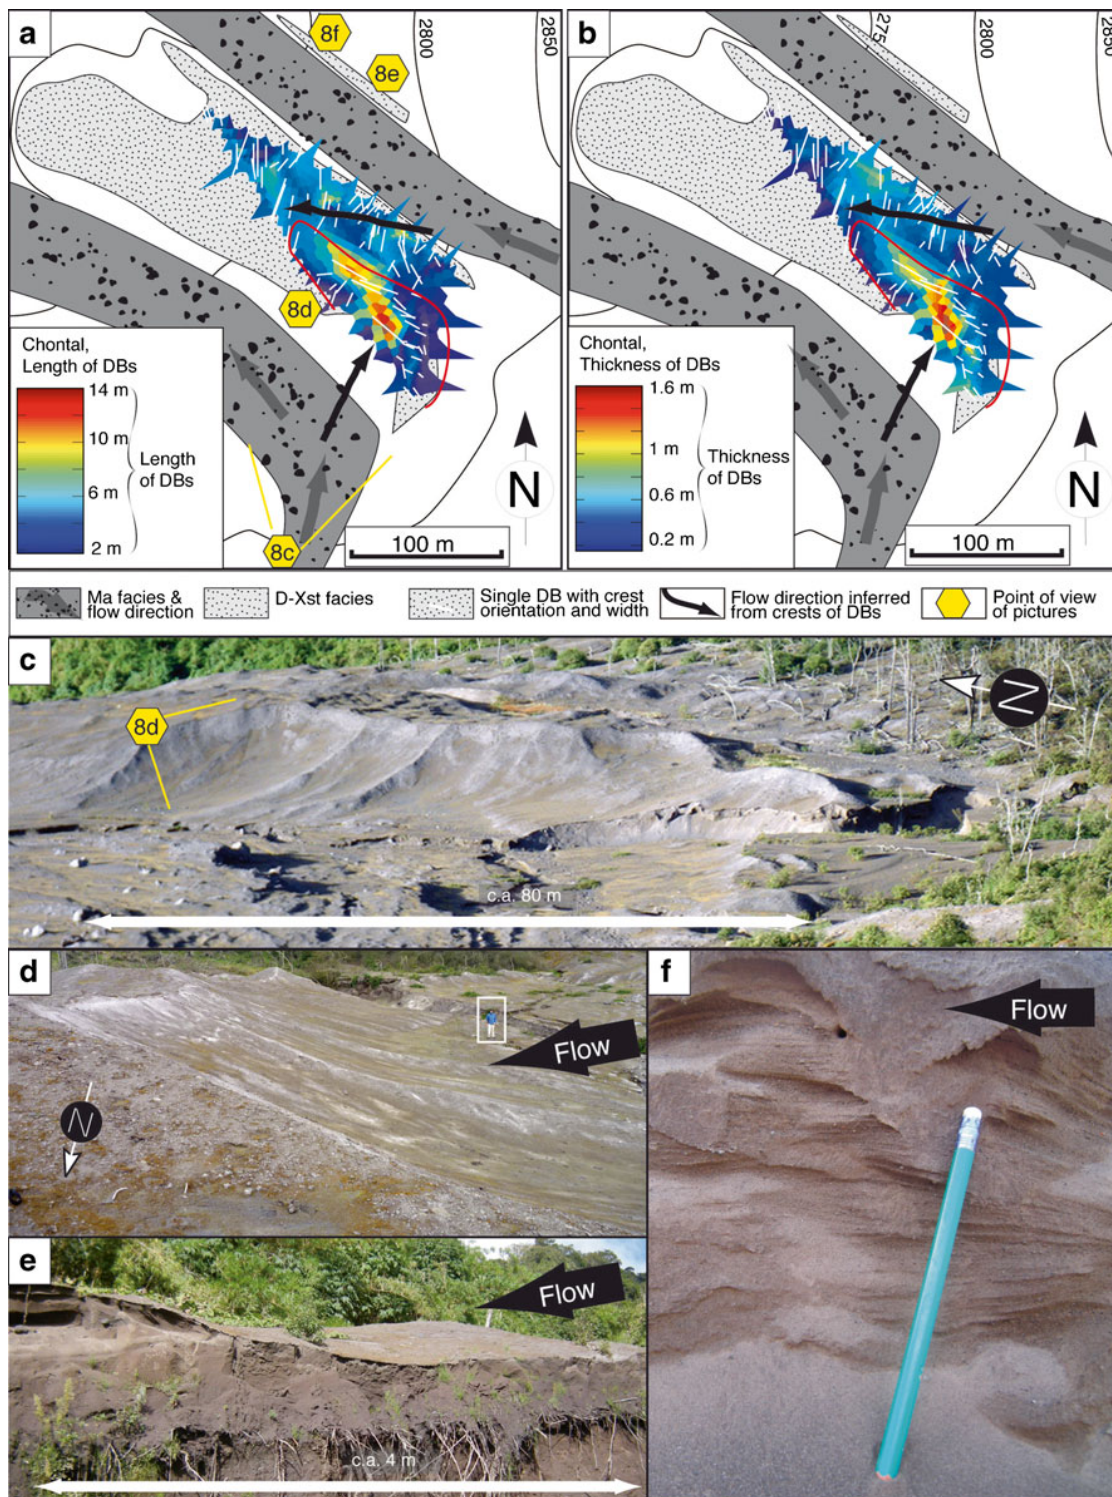 a
8f
8e
2800
2850
8d
Chontal,
Length of DBs
14 m
10 m
6 m
2 m
Length
of DBs
8c
N
100 m
b
275
2800
2850
Chontal,
Thickness of DBs
1.6 m
1 m
0.6 m
0.2 m
Thickness
of DBs
N
100 m
Ma facies &
flow direction
D-Xst facies
Single DB with crest
orientation and width
Flow direction inferred
from crests of DBs
Point of view
of pictures
c
8d
N
c.a. 80 m
d
Flow
N
e
Flow
c.a. 4 m
f
Flow